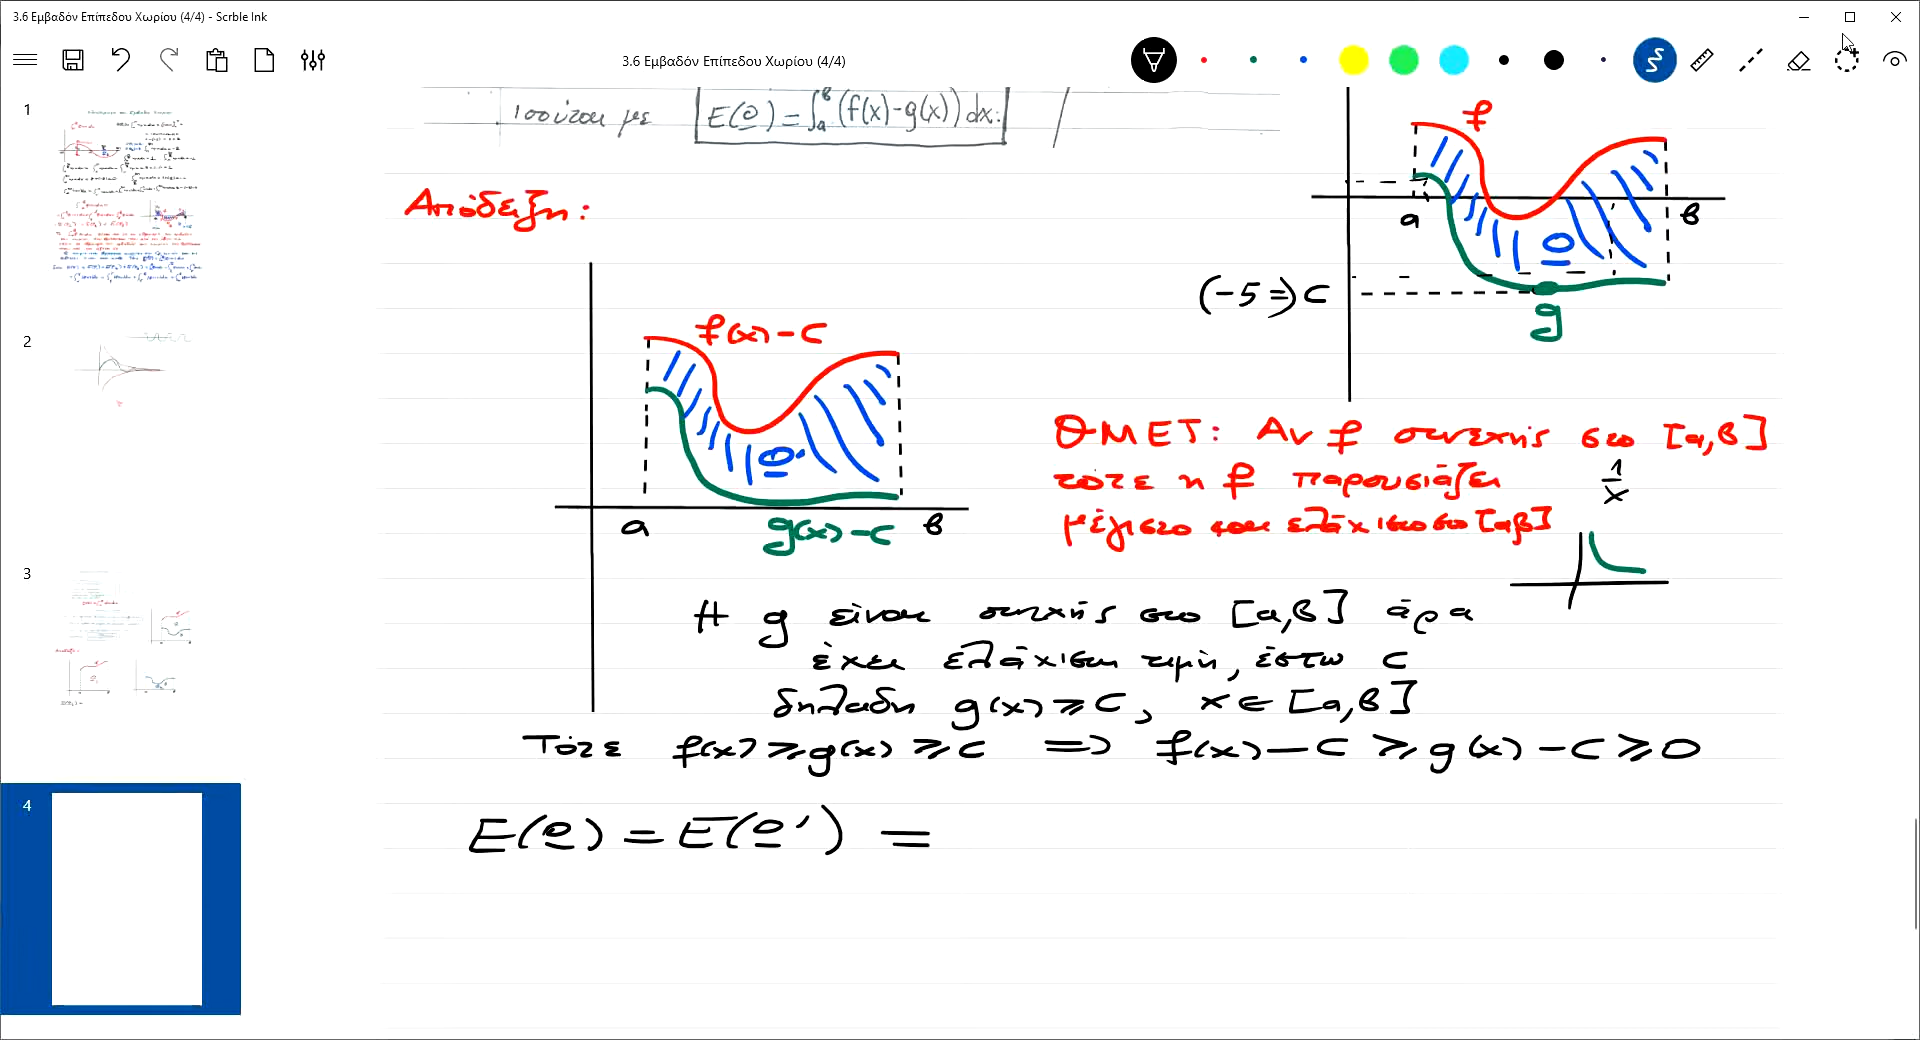 3.6 Εμβαδόν Επίπεδου Χωρίου (4/4) - Scrble Ink
3.6 Εμβαδόν Επίπεδου Χωρίου (4/4)
1
2
3
4
ισούται με E(Ω) = ∫αβ (f(x)-g(x)) dx.
Απόδειξη:
f
α
β
Ω
(-5=) c
g
f(x) - c
Ω'
α
g(x) - c
β
ΘΜΕΤ: Αν f συνεχής στο [α,β]
τότε η f παρουσιάζει
μέγιστο και ελάχιστο στο [αβ]
1/x
Η g είναι συνεχής στο [α,β] άρα
έχει ελάχιστη τιμή, έστω c
δηλαδή g(x) ≥ c, x ∈ [α,β]
Τότε f(x) ≥ g(x) ≥ c => f(x) - c ≥ g(x) - c ≥ 0
E(Ω) = E(Ω') =